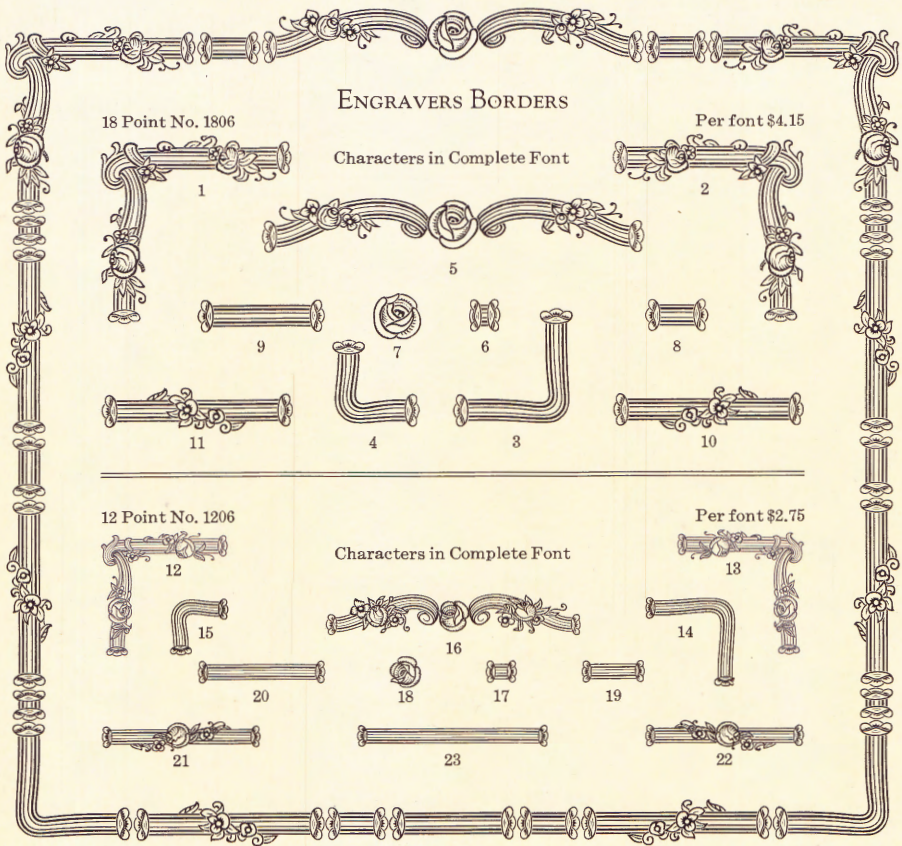 ENGRAVERS BORDERS
18 Point No. 1806 Per font $4.15
Characters in Complete Font
1 2
5
9 7 6 8
11 4 3 10
12 Point No. 1206 Per font $2.75
Characters in Complete Font
12 13
15 14
16
20 18 17 19
21 23 22